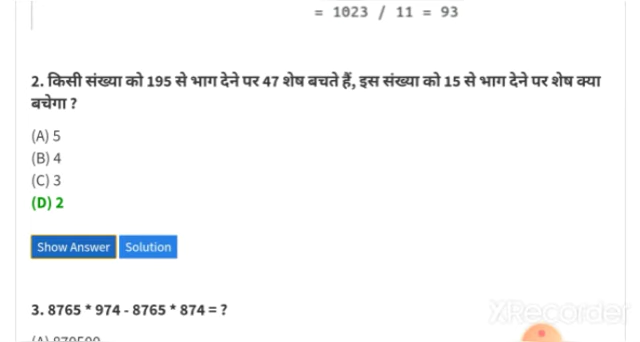 = 1023 / 11 = 93
2. किसी संख्या को 195 से भाग देने पर 47 शेष बचते हैं, इस संख्या को 15 से भाग देने पर शेष क्या
बचेगा ?
(A) 5
(B) 4
(C) 3
(D) 2
Show Answer Solution
3. 8765 * 974 - 8765 * 874 = ?
XRecorder